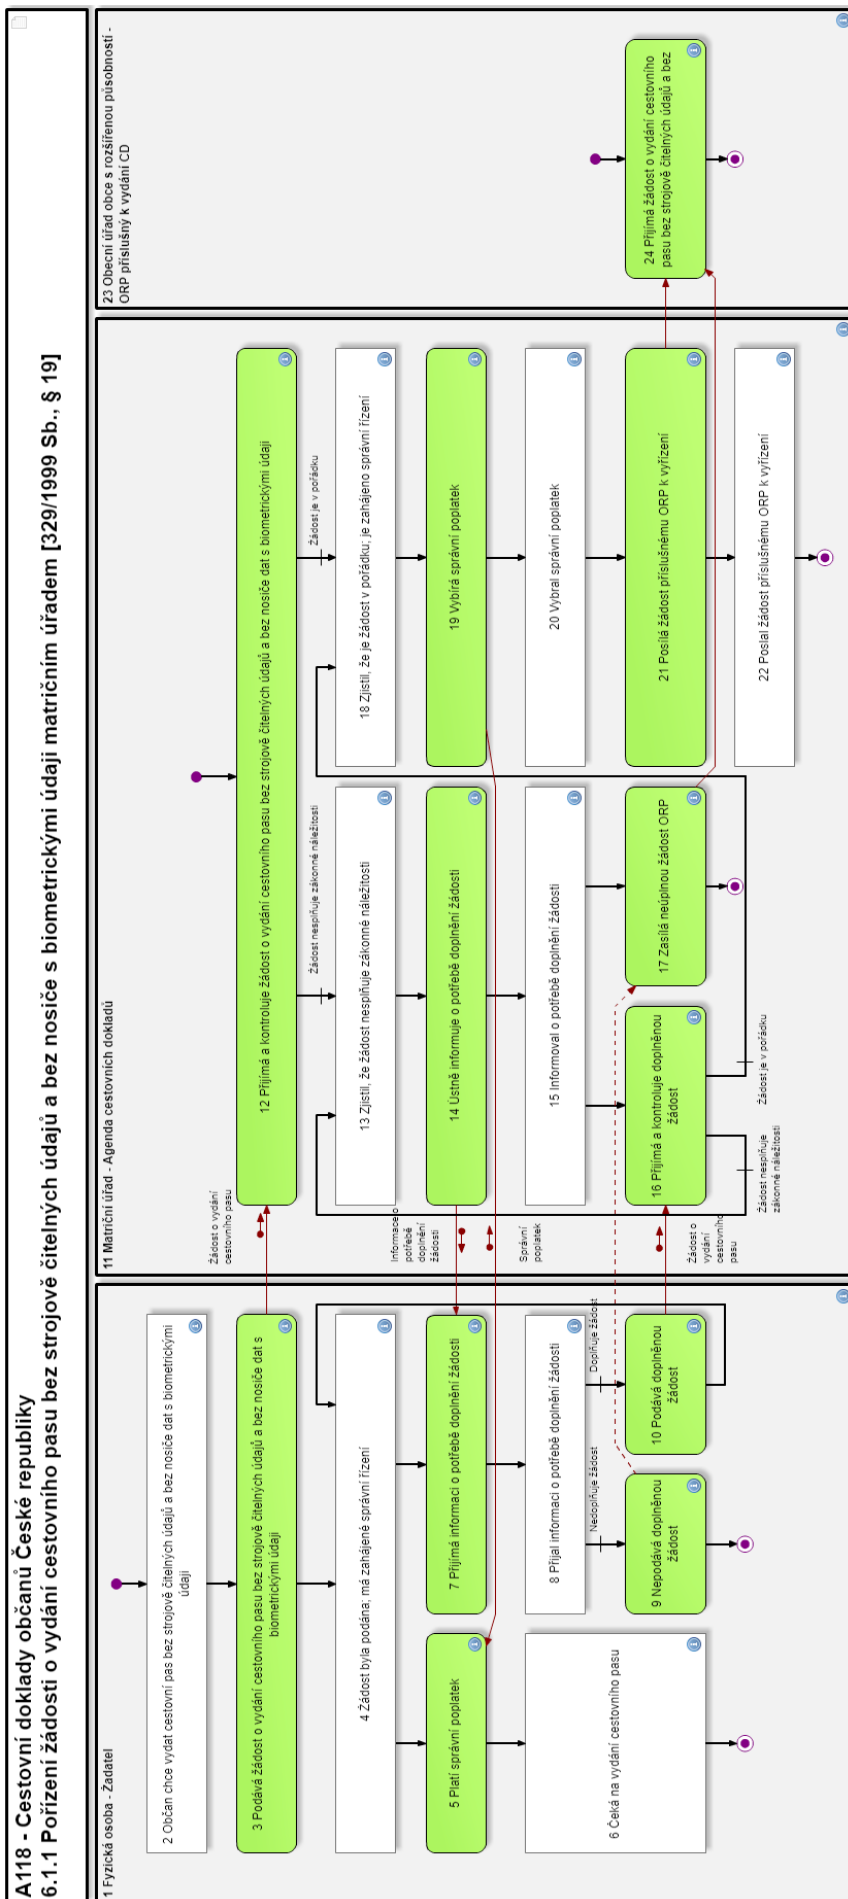 A118 - Cestovní doklady občanů České republiky
6.1.1 Pořízení žádosti o vydání cestovního pasu bez strojově čitelných údajů a bez nosiče s biometrickými údaji matričním úřadem [329/1999 Sb., § 19]
1 Fyzická osoba - Žadatel
2 Občan chce vydat cestovní pas bez strojově čitelných údajů a bez nosiče dat s biometrickými
údaji
3 Podává žádost o vydání cestovního pasu bez strojově čitelných údajů a bez nosiče dat s
biometrickými údaji
4 Žádost byla podána; má zahájené správní řízení
5 Platí správní poplatek
7 Přijímá informaci o potřebě doplnění žádosti
6 Čeká na vydání cestovního pasu
8 Přijal informaci o potřebě doplnění žádosti
Nedoplňuje žádost
Doplňuje žádost
9 Nepodává doplněnou
žádost
10 Podává doplněnou
žádost
Žádost o vydání
cestovního pasu
Informace o
potřebě
doplnění
žádosti
Správní
poplatek
Žádost o
vydání
cestovního
pasu
11 Matriční úřad - Agenda cestovních dokladů
12 Přijímá a kontroluje žádost o vydání cestovního pasu bez strojově čitelných údajů a bez nosiče dat s biometrickými údaji
Žádost nesplňuje zákonné náležitosti
Žádost je v pořádku
13 Zjistil, že žádost nesplňuje zákonné náležitosti
18 Zjistil, že je žádost v pořádku; je zahájeno správní řízení
14 Ústně informuje o potřebě doplnění žádosti
19 Vybírá správní poplatek
15 Informoval o potřebě doplnění žádosti
20 Vybral správní poplatek
16 Přijímá a kontroluje doplněnou
žádost
17 Zasílá neúplnou žádost ORP
21 Posílá žádost příslušnému ORP k vyřízení
Žádost nesplňuje
zákonné náležitosti
Žádost je v pořádku
22 Poslal žádost příslušnému ORP k vyřízení
23 Obecní úřad obce s rozšířenou působností -
ORP příslušný k vydání CD
24 Přijímá žádost o vydání cestovního
pasu bez strojově čitelných údajů a bez